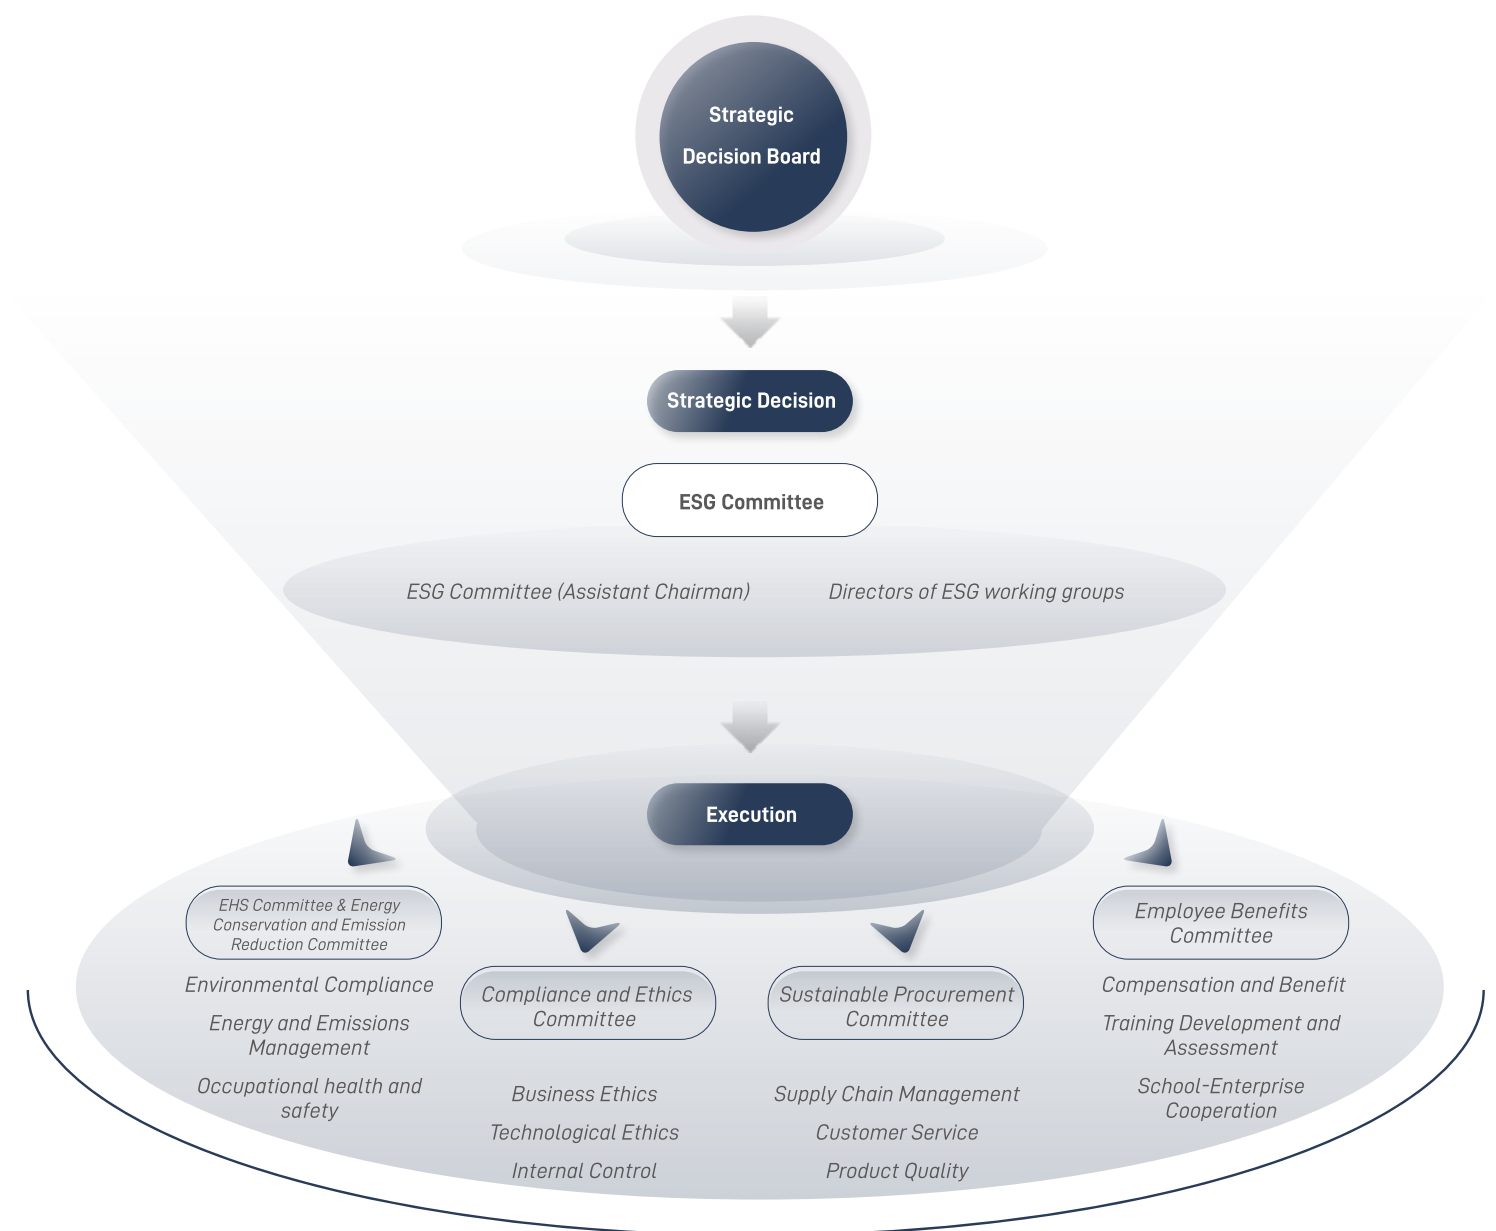 Strategic
Decision Board
Strategic Decision
ESG Committee
ESG Committee (Assistant Chairman)
Directors of ESG working groups
Execution
EHS Committee & Energy
Conservation and Emission
Reduction Committee
Environmental Compliance
Energy and Emissions
Management
Occupational health and
safety
Compliance and Ethics
Committee
Business Ethics
Technological Ethics
Internal Control
Sustainable Procurement
Committee
Supply Chain Management
Customer Service
Product Quality
Employee Benefits
Committee
Compensation and Benefit
Training Development and
Assessment
School-Enterprise
Cooperation